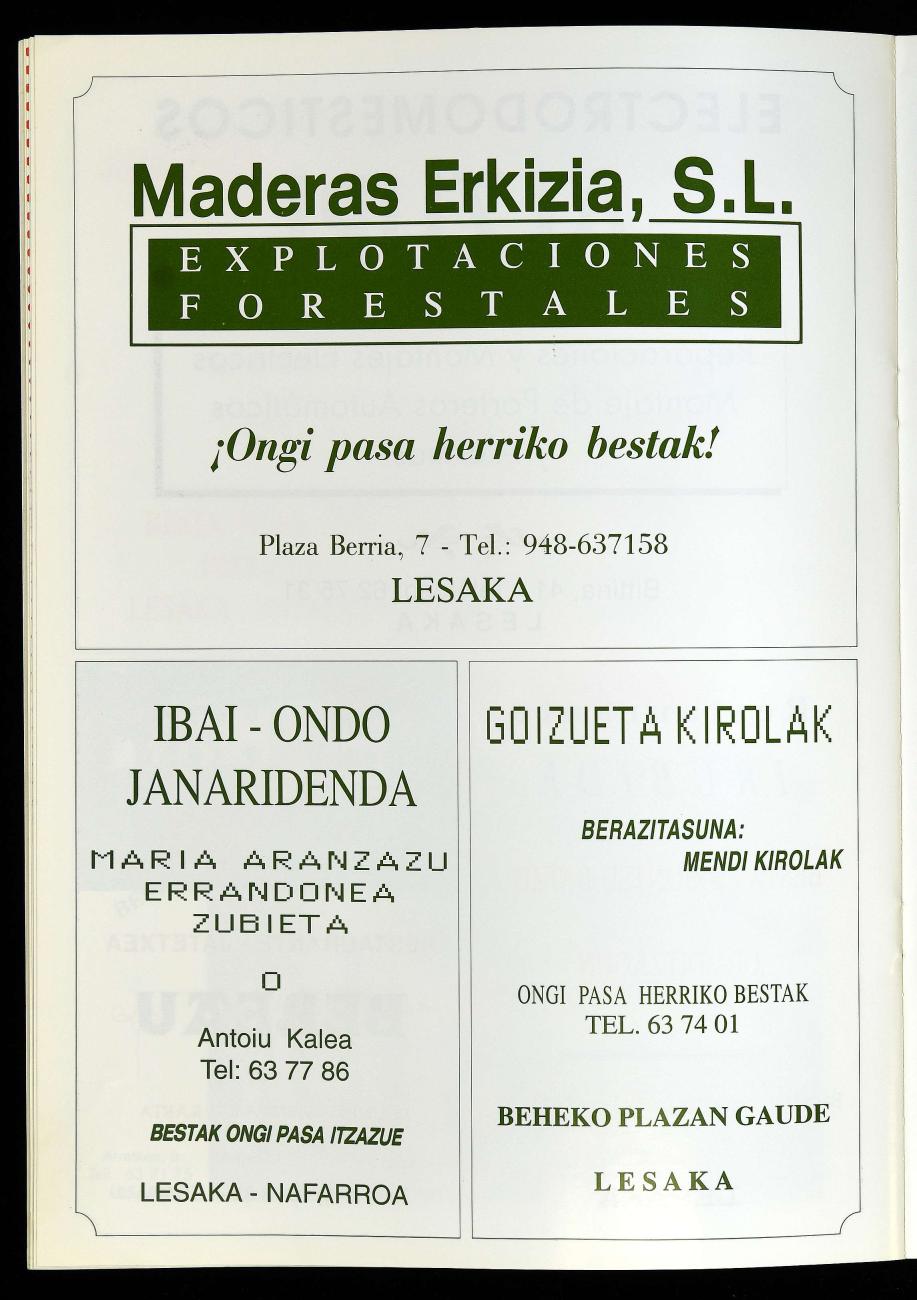 Maderas Erkizia, S.L.
EXPLOTACIONES
FORESTALES
¡Ongi pasa herriko bestak!
Plaza Berria, 7 - Tel.: 948-637158
LESAKA
IBAI - ONDO
JANARIDENDA
MARIA ARANZAZU
ERRANDONEA
ZUBIETA
O
Antoiu Kalea
Tel: 63 77 86
BESTAK ONGI PASA ITZAZUE
LESAKA - NAFARROA
GOIZUETA KIROLAK
BERAZITASUNA:
MENDI KIROLAK
ONGI PASA HERRIKO BESTAK
TEL. 63 74 01
BEHEKO PLAZAN GAUDE
LESAKA